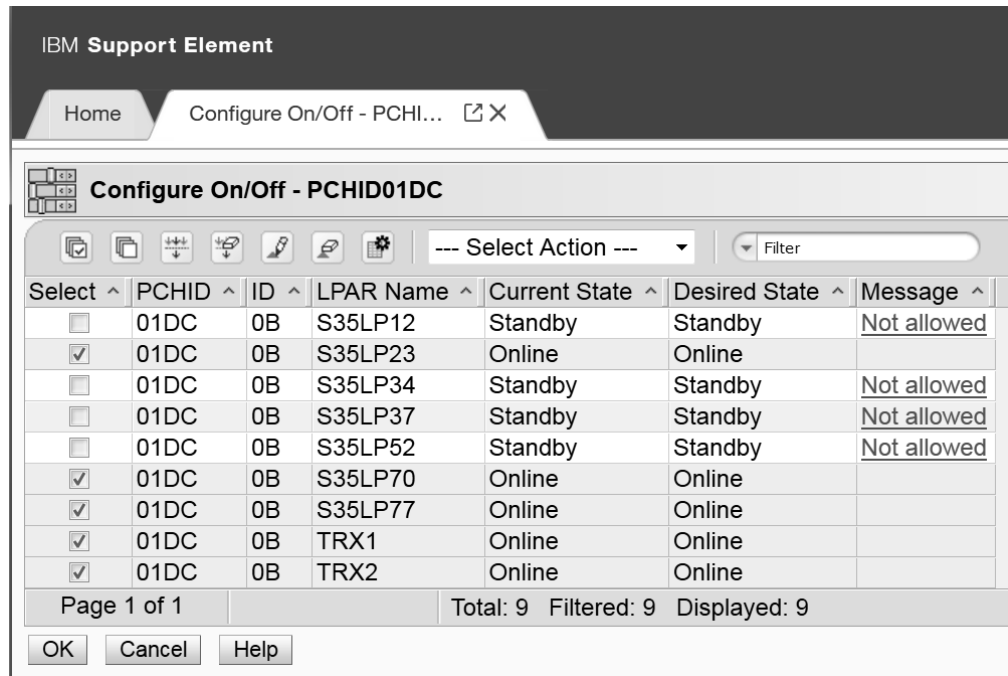 IBM Support Element
Home Configure On/Off - PCHI...
Configure On/Off - PCHID01DC
--- Select Action --- Filter
Select PCHID ID LPAR Name Current State Desired State Message
01DC 0B S35LP12 Standby Standby Not allowed
01DC 0B S35LP23 Online Online
01DC 0B S35LP34 Standby Standby Not allowed
01DC 0B S35LP37 Standby Standby Not allowed
01DC 0B S35LP52 Standby Standby Not allowed
01DC 0B S35LP70 Online Online
01DC 0B S35LP77 Online Online
01DC 0B TRX1 Online Online
01DC 0B TRX2 Online Online
Page 1 of 1 Total: 9 Filtered: 9 Displayed: 9
OK Cancel Help